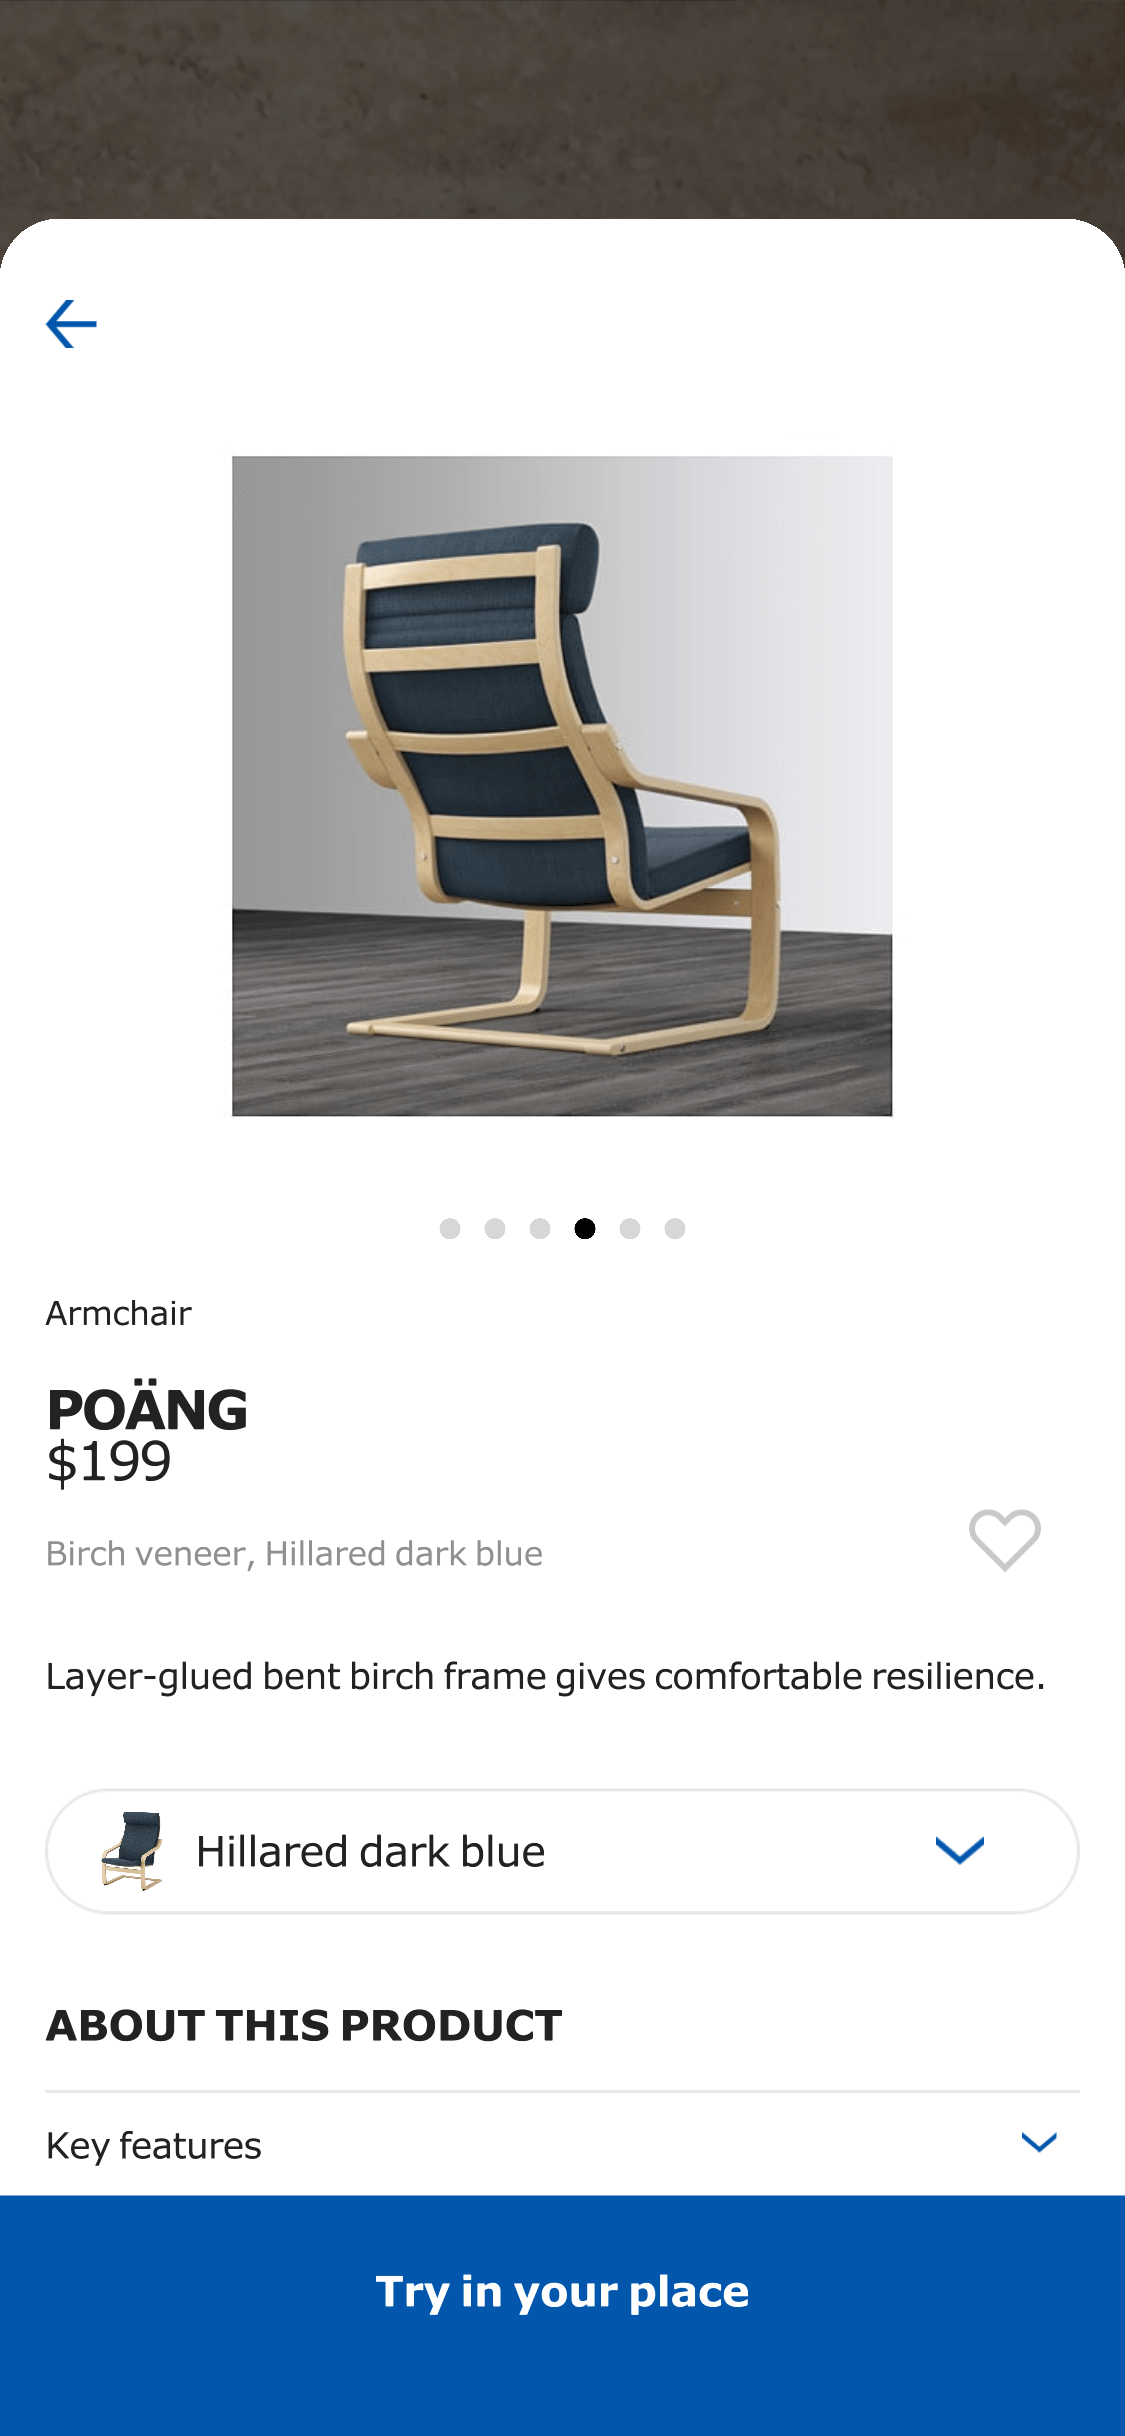 Armchair
POÄNG
$199
Birch veneer, Hillared dark blue
Layer-glued bent birch frame gives comfortable resilience.
Hillared dark blue
ABOUT THIS PRODUCT
Key features
Try in your place